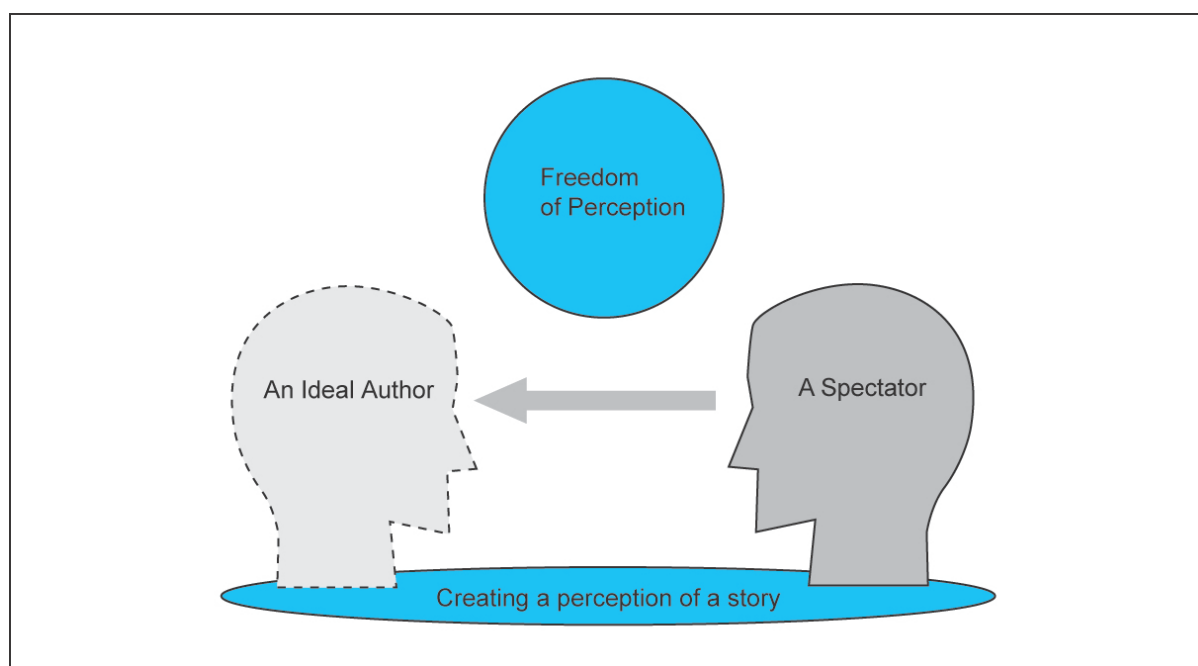 Freedom
of Perception
An Ideal Author
A Spectator
Creating a perception of a story